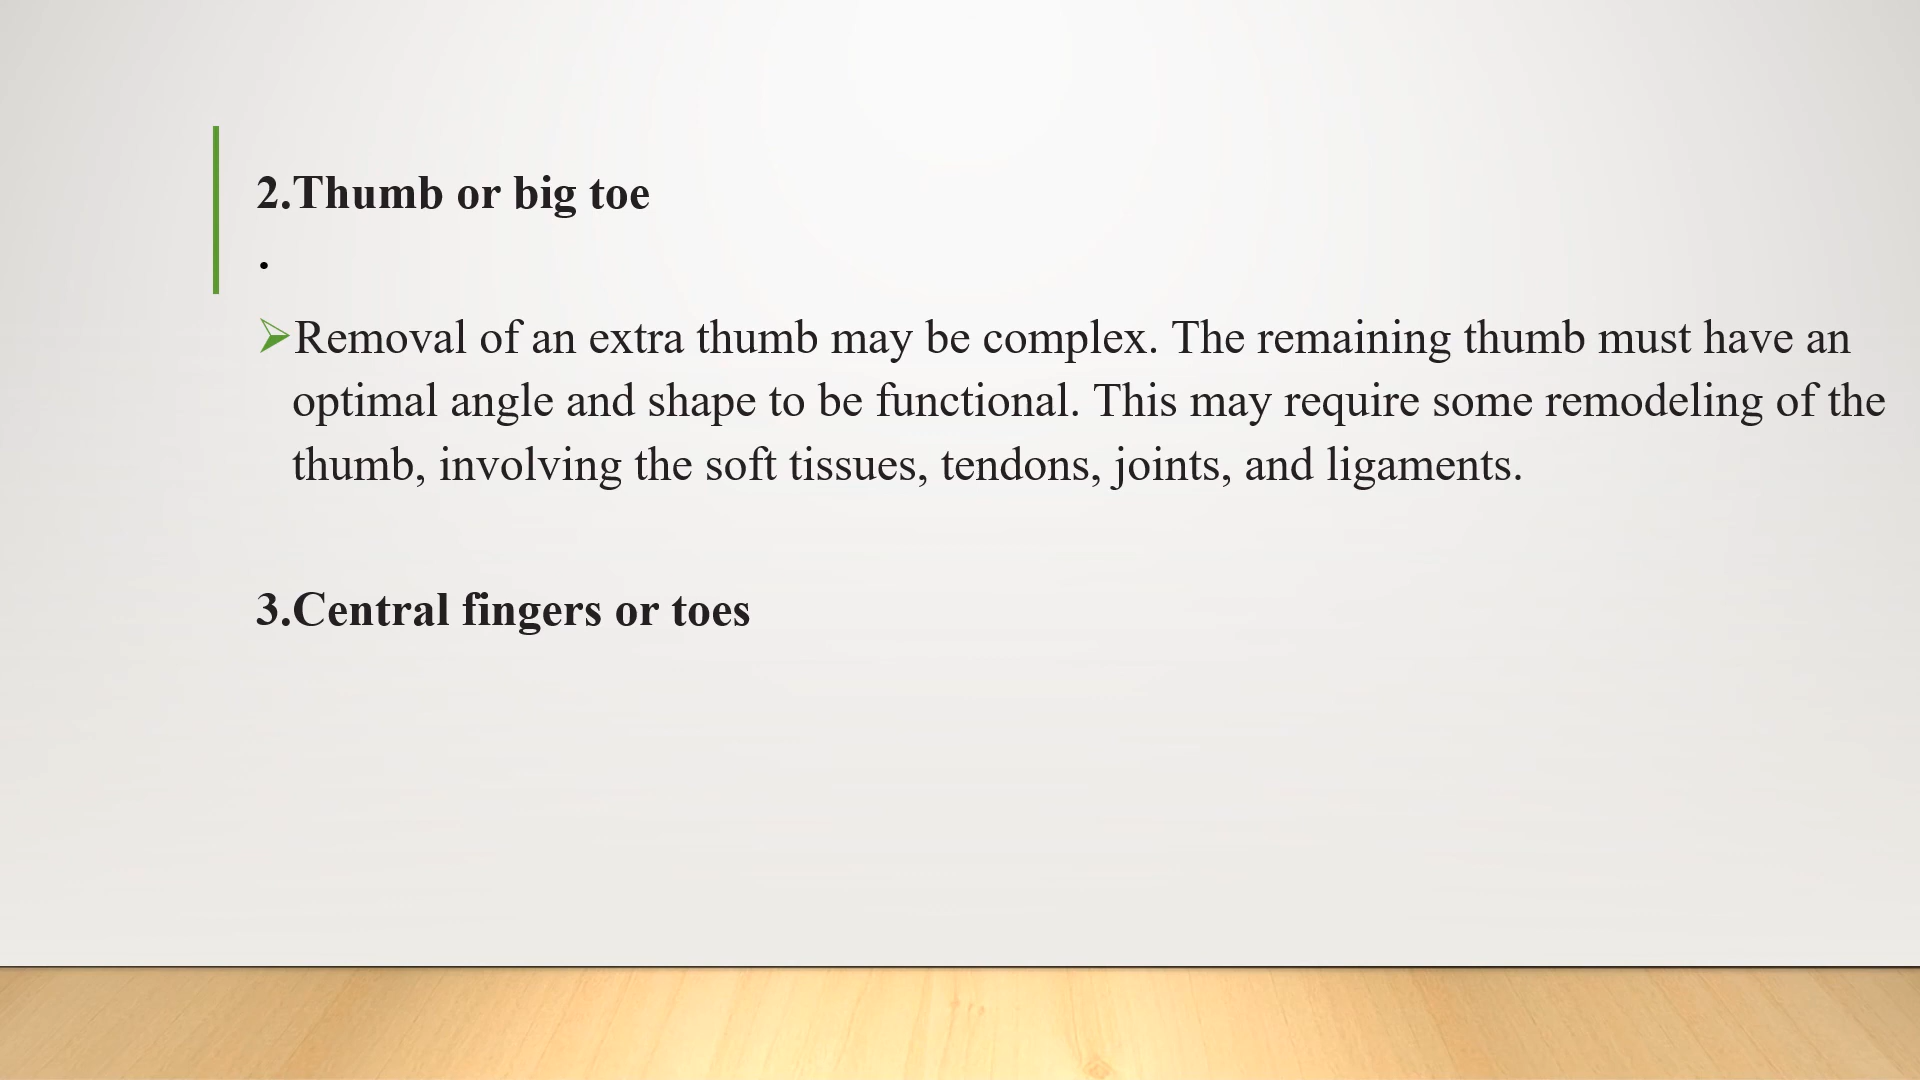 2.Thumb or big toe
.
Removal of an extra thumb may be complex. The remaining thumb must have an
optimal angle and shape to be functional. This may require some remodeling of the
thumb, involving the soft tissues, tendons, joints, and ligaments.
3.Central fingers or toes